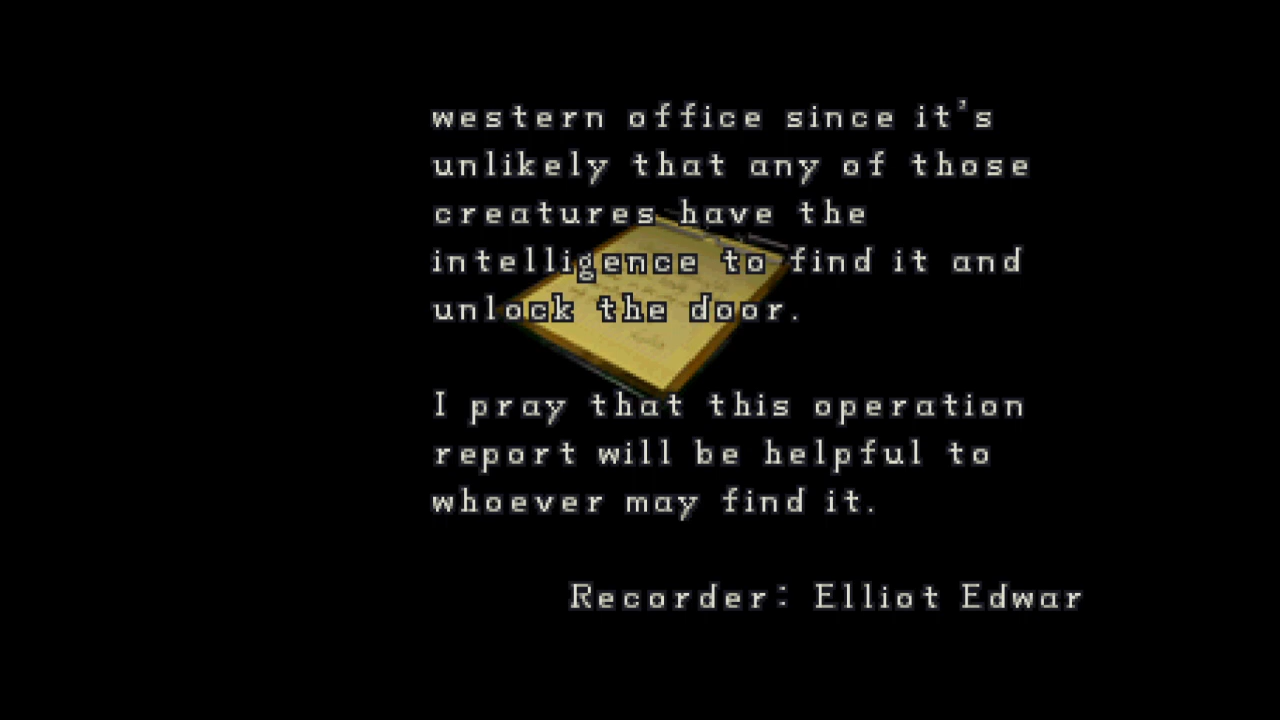 western office since it's
unlikely that any of those
creatures have the
intelligence to find it and
unlock the door.
I pray that this operation
report will be helpful to
whoever may find it.
Recorder: Elliot Edwar